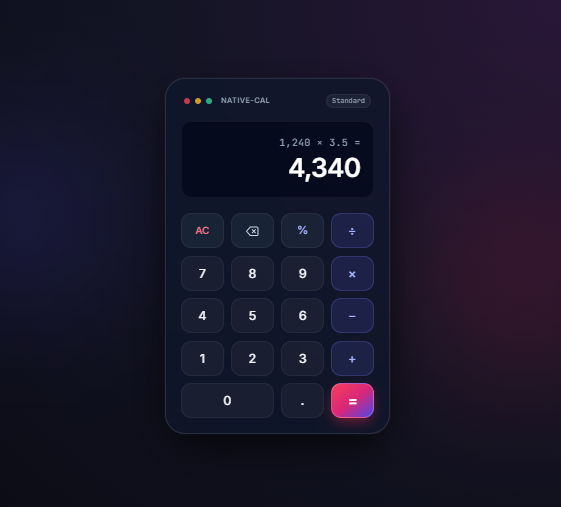 NATIVE-CAL Standard
1,240 × 3.5 =
4,340
AC % ÷
7 8 9 ×
4 5 6 −
1 2 3 +
0 . =